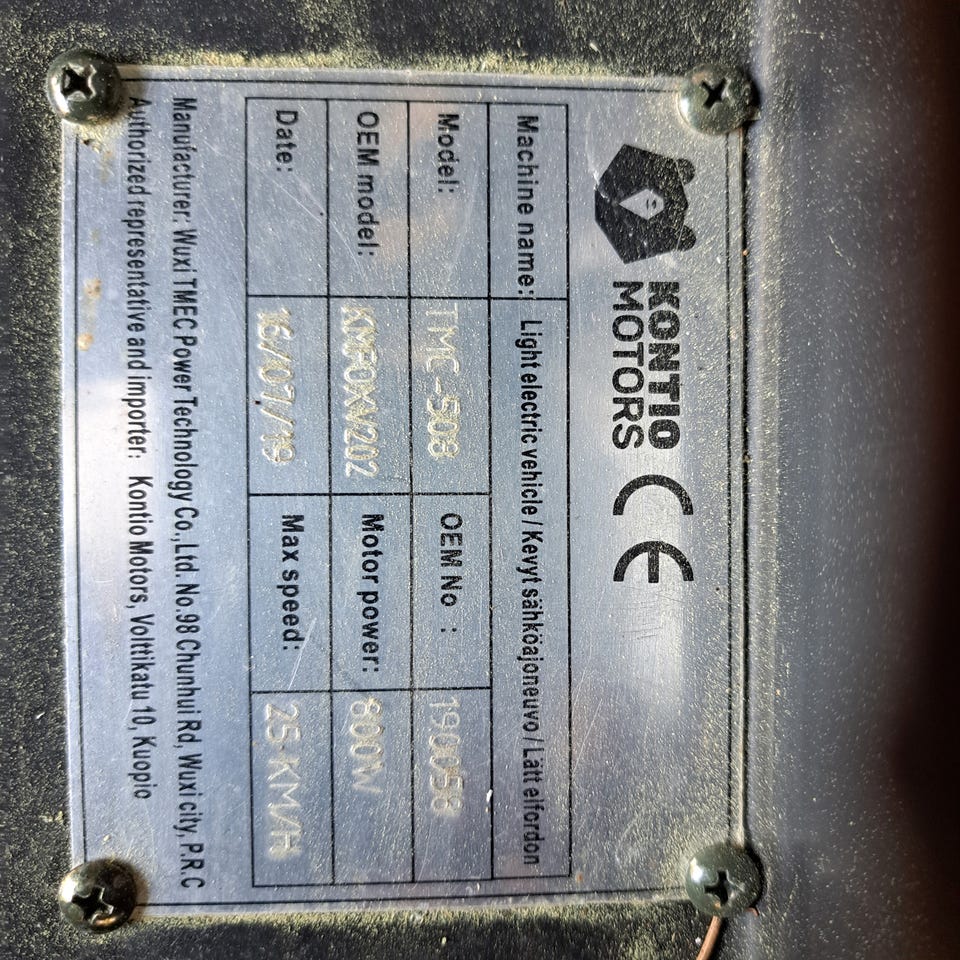 KONTIO
MOTORS
CE
Machine name: Light electric vehicle / Kevyt sähköajoneuvo / Lätt elfordon
Model: TMC-508 OEM No : 190058
OEM model: KMFOXV202 Motor power: 800W
Date: 16/07/19 Max speed: 25KM/H
Manufacturer: Wuxi TMEC Power Technology Co., Ltd. No.98 Chunhui Rd, Wuxi city, P.R.C
Authorized representative and importer: Kontio Motors, Volttikatu 10, Kuopio